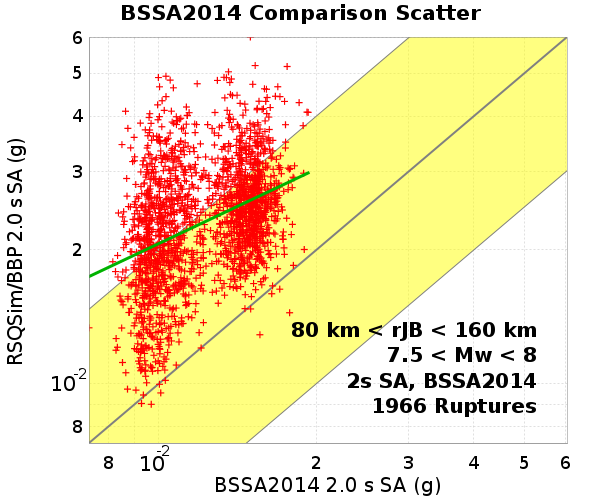 BSSA2014 Comparison Scatter
6
5
4
3
2
10-2
8
RSQSim/BBP 2.0 s SA (g)
80 km < rJB < 160 km
7.5 < Mw < 8
2s SA, BSSA2014
1966 Ruptures
8 10-2 2 3 4 5 6
BSSA2014 2.0 s SA (g)